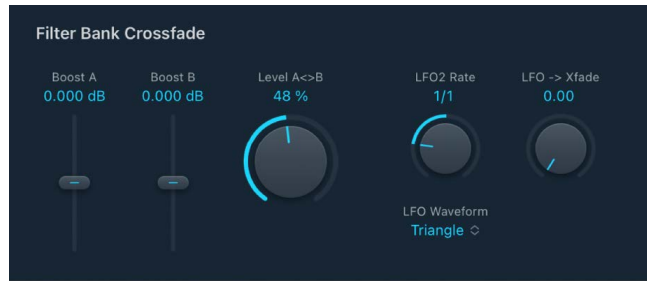 Filter Bank Crossfade
Boost A Boost B Level A<>B LFO2 Rate LFO -> Xfade
0.000 dB 0.000 dB 48 % 1/1 0.00
LFO Waveform
Triangle